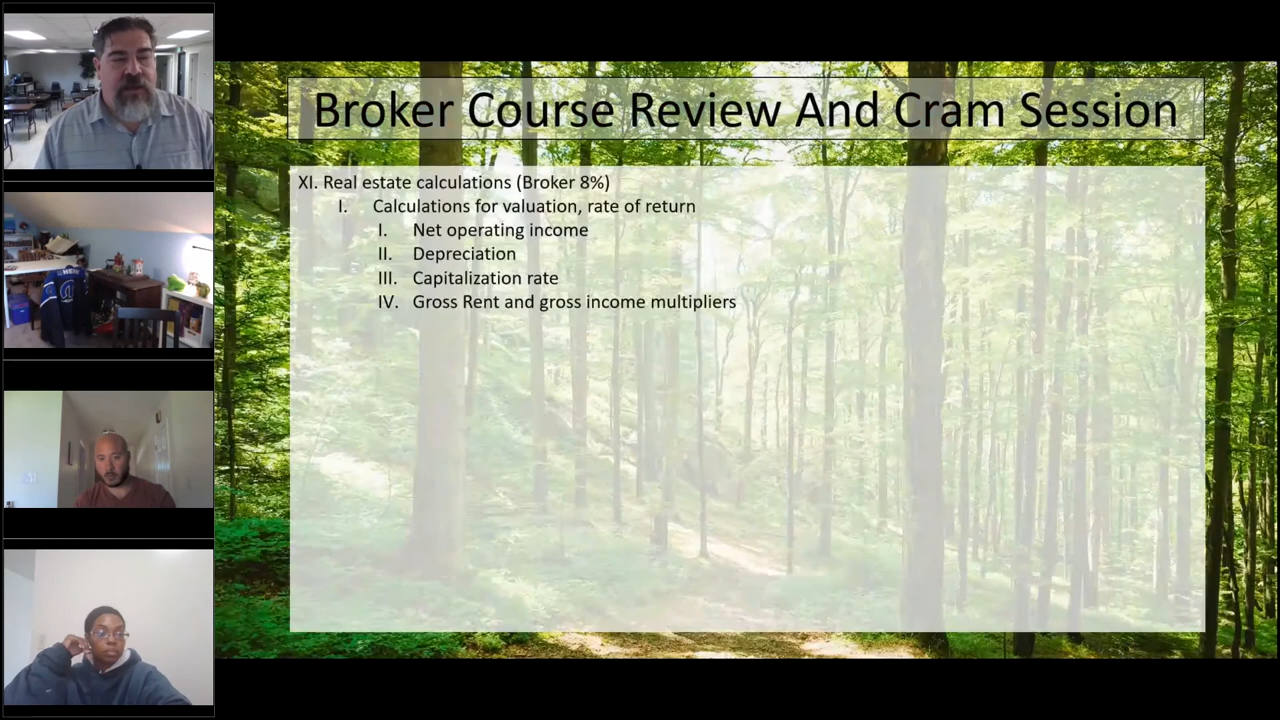 Broker Course Review And Cram Session
XI. Real estate calculations (Broker 8%)
I. Calculations for valuation, rate of return
I. Net operating income
II. Depreciation
III. Capitalization rate
IV. Gross Rent and gross income multipliers